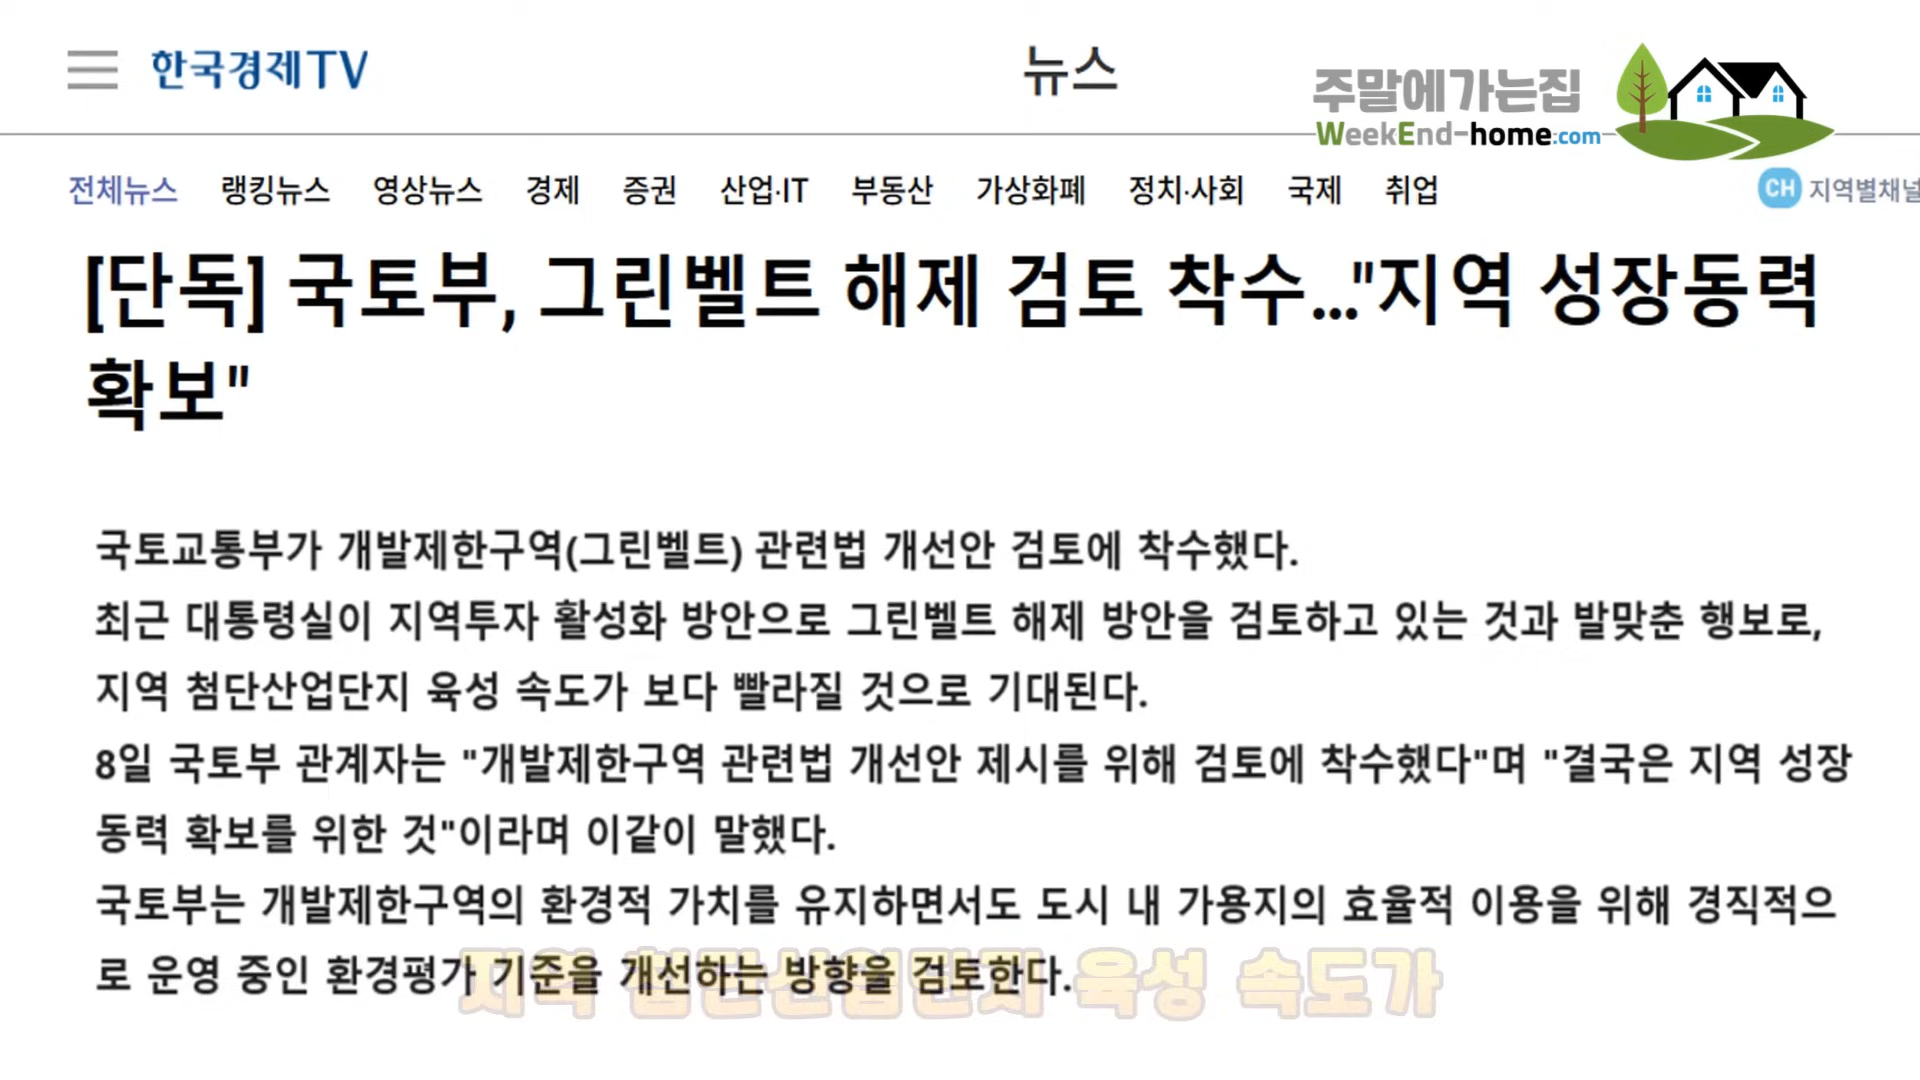 한국경제TV
뉴스
주말에가는집
WeekEnd-home.com
전체뉴스 랭킹뉴스 영상뉴스 경제 증권 산업·IT 부동산 가상화폐 정치·사회 국제 취업
CH 지역별채널
[단독] 국토부, 그린벨트 해제 검토 착수..."지역 성장동력
확보"
국토교통부가 개발제한구역(그린벨트) 관련법 개선안 검토에 착수했다.
최근 대통령실이 지역투자 활성화 방안으로 그린벨트 해제 방안을 검토하고 있는 것과 발맞춘 행보로,
지역 첨단산업단지 육성 속도가 보다 빨라질 것으로 기대된다.
8일 국토부 관계자는 "개발제한구역 관련법 개선안 제시를 위해 검토에 착수했다"며 "결국은 지역 성장
동력 확보를 위한 것"이라며 이같이 말했다.
국토부는 개발제한구역의 환경적 가치를 유지하면서도 도시 내 가용지의 효율적 이용을 위해 경직적으
로 운영 중인 환경평가 기준을 개선하는 방향을 검토한다.
지역 첨단산업단지 육성 속도가